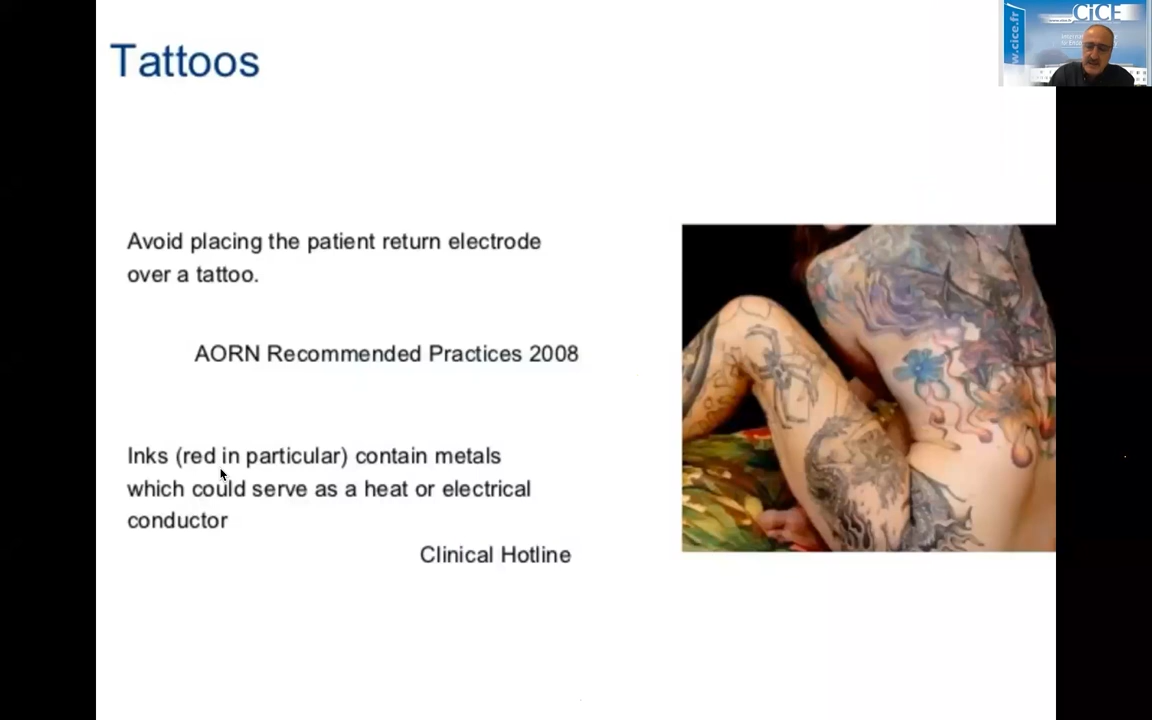 Tattoos
CiCE
www.cice.fr
Avoid placing the patient return electrode
over a tattoo.
AORN Recommended Practices 2008
Inks (red in particular) contain metals
which could serve as a heat or electrical
conductor
Clinical Hotline